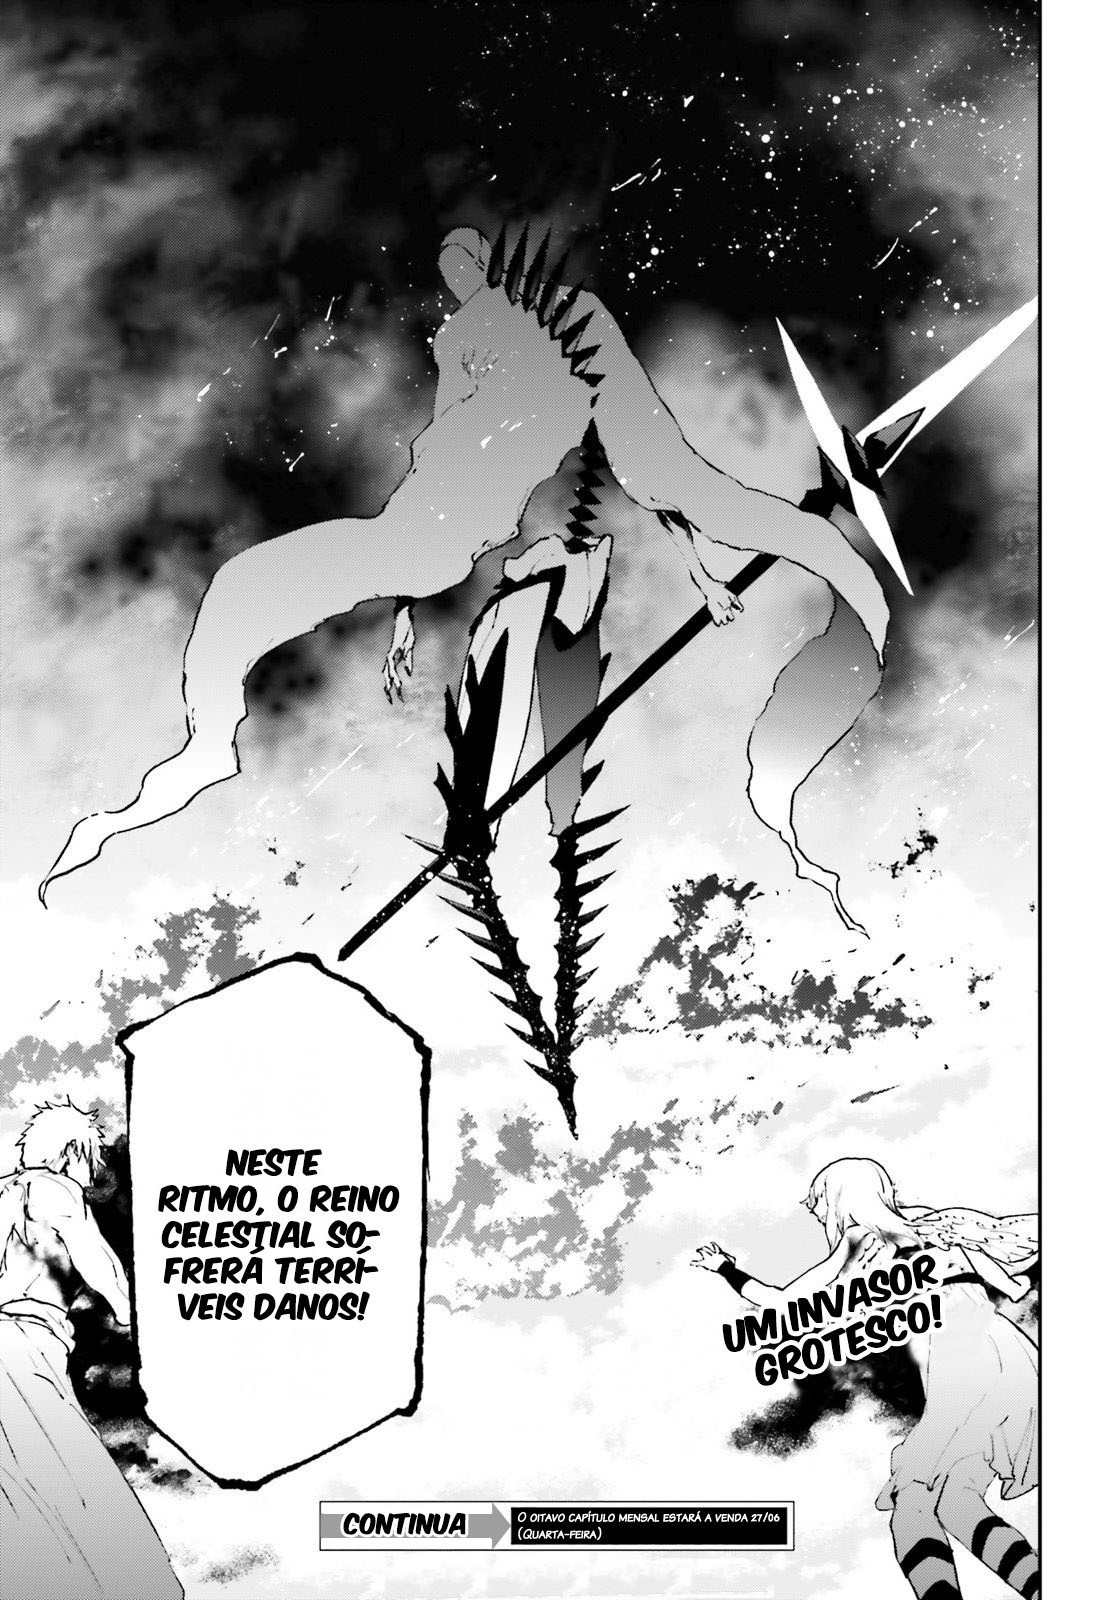 NESTE
RITMO, O REINO
CELESTIAL SO-
FRERÁ TERRÍ-
VEIS DANOS!
UM INVASOR
GROTESCO!
CONTINUA
O OITAVO CAPÍTULO MENSAL ESTARÁ A VENDA 27/06
(QUARTA-FEIRA)